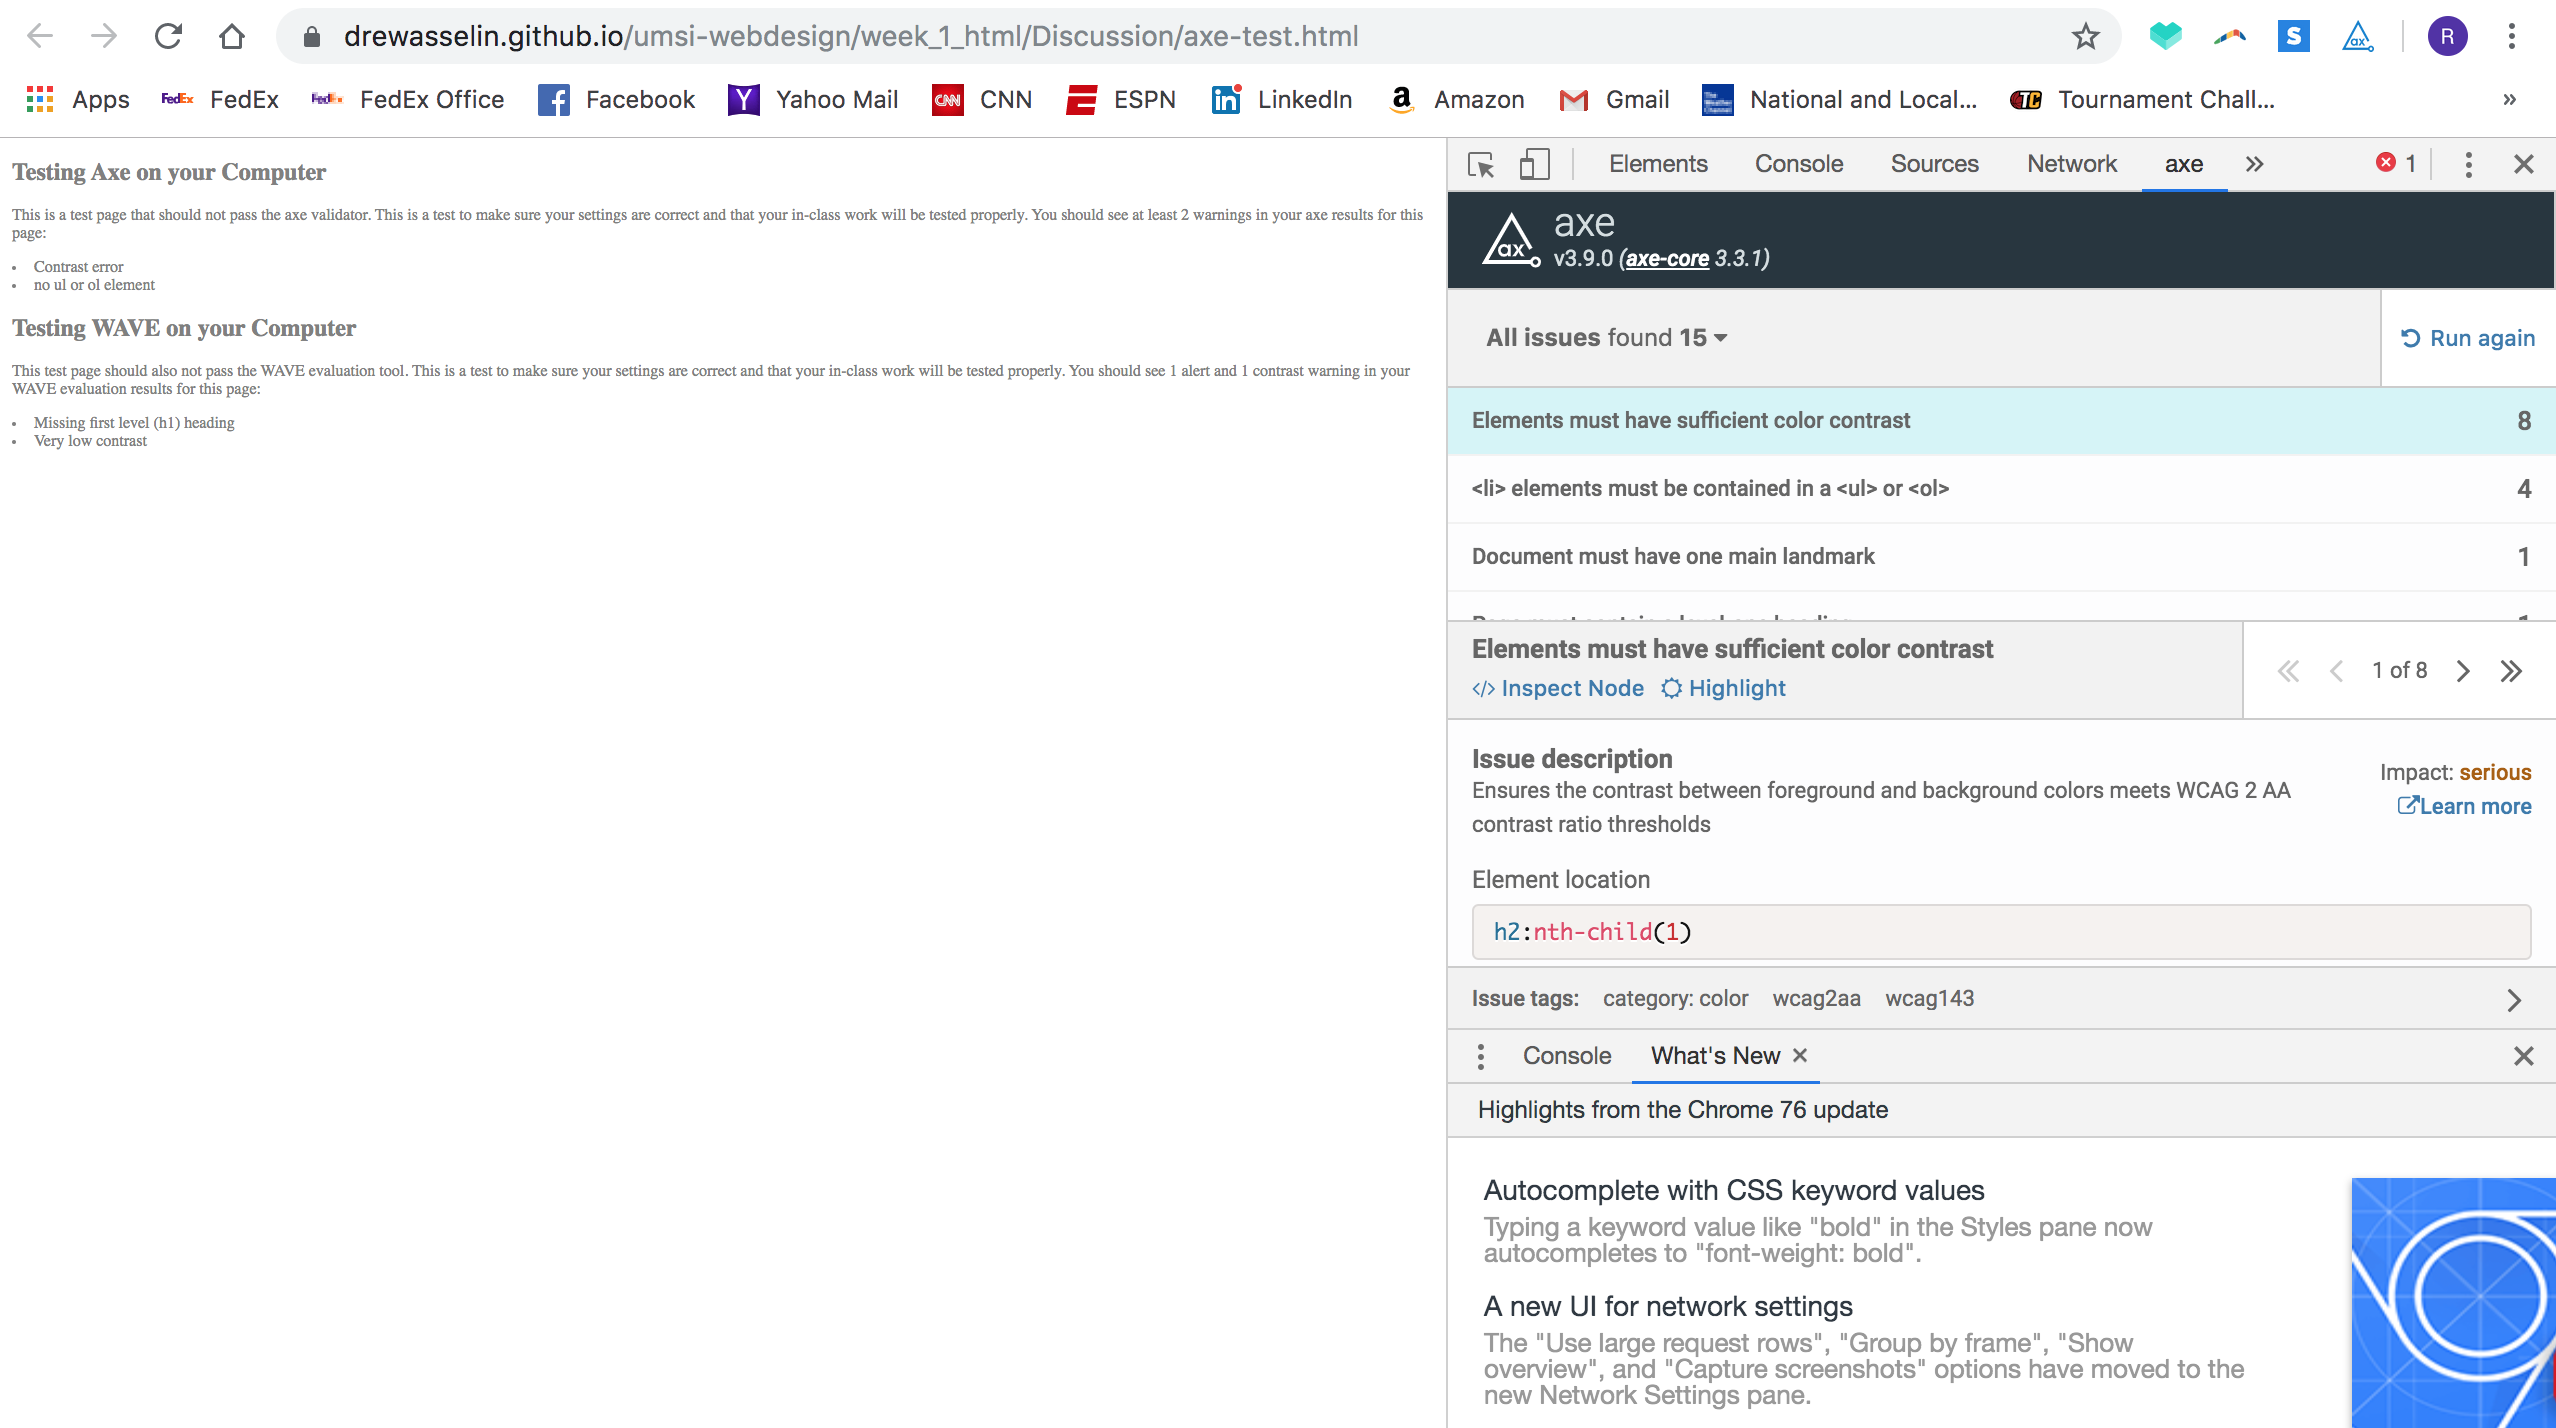 drewasselin.github.io/umsi-webdesign/week_1_html/Discussion/axe-test.html
S
ax
R
Apps
FedEx FedEx
FedEx FedEx Office
f Facebook
Y Yahoo Mail
CNN CNN
E ESPN
in LinkedIn
a Amazon
M Gmail
The Weather Channel National and Local...
TC Tournament Chall...
»
Testing Axe on your Computer
This is a test page that should not pass the axe validator. This is a test to make sure your settings are correct and that your in-class work will be tested properly. You should see at least 2 warnings in your axe results for this
page:
• Contrast error
• no ul or ol element
Testing WAVE on your Computer
This test page should also not pass the WAVE evaluation tool. This is a test to make sure your settings are correct and that your in-class work will be tested properly. You should see 1 alert and 1 contrast warning in your
WAVE evaluation results for this page:
• Missing first level (h1) heading
• Very low contrast
Elements Console Sources Network axe » 1
ax
axe
v3.9.0 (axe-core 3.3.1)
All issues found 15
Run again
Elements must have sufficient color contrast 8
<li> elements must be contained in a <ul> or <ol> 4
Document must have one main landmark 1
Elements must have sufficient color contrast
</> Inspect Node Highlight
1 of 8
Issue description
Ensures the contrast between foreground and background colors meets WCAG 2 AA
contrast ratio thresholds
Impact: serious
Learn more
Element location
h2:nth-child(1)
Issue tags: category: color wcag2aa wcag143
Console What's New ×
Highlights from the Chrome 76 update
Autocomplete with CSS keyword values
Typing a keyword value like "bold" in the Styles pane now
autocompletes to "font-weight: bold".
A new UI for network settings
The "Use large request rows", "Group by frame", "Show
overview", and "Capture screenshots" options have moved to the
new Network Settings pane.